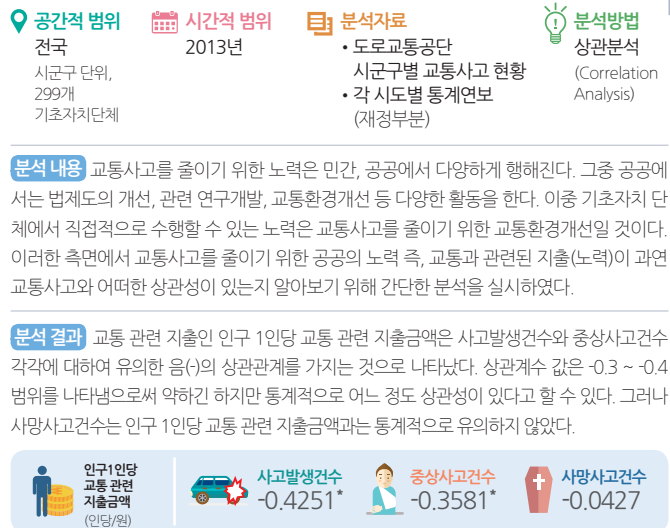 공간적 범위
전국
시군구 단위,
299개
기초자치단체
시간적 범위
2013년
분석자료
• 도로교통공단
시군구별 교통사고 현황
• 각 시도별 통계연보
(재정부분)
분석방법
상관분석
(Correlation
Analysis)
분석 내용 교통사고를 줄이기 위한 노력은 민간, 공공에서 다양하게 행해진다. 그중 공공에
서는 법제도의 개선, 관련 연구개발, 교통환경개선 등 다양한 활동을 한다. 이중 기초자치 단
체에서 직접적으로 수행할 수 있는 노력은 교통사고를 줄이기 위한 교통환경개선일 것이다.
이러한 측면에서 교통사고를 줄이기 위한 공공의 노력 즉, 교통과 관련된 지출(노력)이 과연
교통사고와 어떠한 상관성이 있는지 알아보기 위해 간단한 분석을 실시하였다.
분석 결과 교통 관련 지출인 인구 1인당 교통 관련 지출금액은 사고발생건수와 중상사고건수
각각에 대하여 유의한 음(-)의 상관관계를 가지는 것으로 나타났다. 상관계수 값은 -0.3 ~ -0.4
범위를 나타냄으로써 약하긴 하지만 통계적으로 어느 정도 상관성이 있다고 할 수 있다. 그러나
사망사고건수는 인구 1인당 교통 관련 지출금액과는 통계적으로 유의하지 않았다.
인구1인당
교통 관련
지출금액
(인당/원)
사고발생건수
-0.4251*
중상사고건수
-0.3581*
사망사고건수
-0.0427